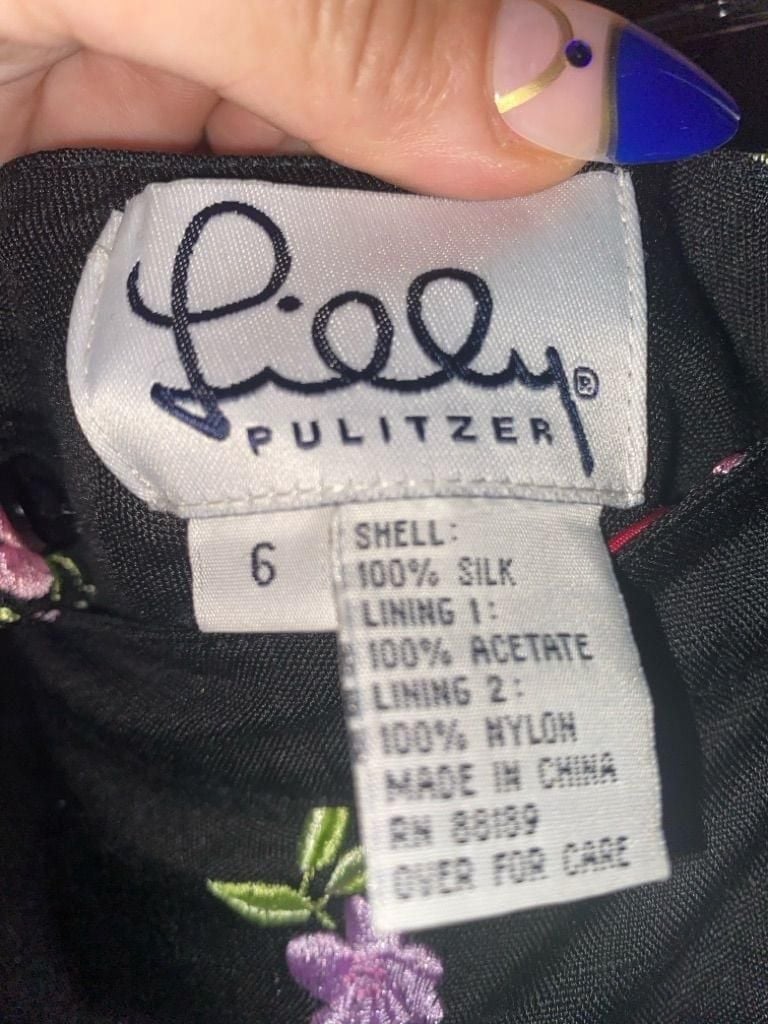 Lilly®
PULITZER
6
SHELL:
100% SILK
LINING 1:
100% ACETATE
LINING 2:
100% NYLON
MADE IN CHINA
RN 88189
OVER FOR CARE